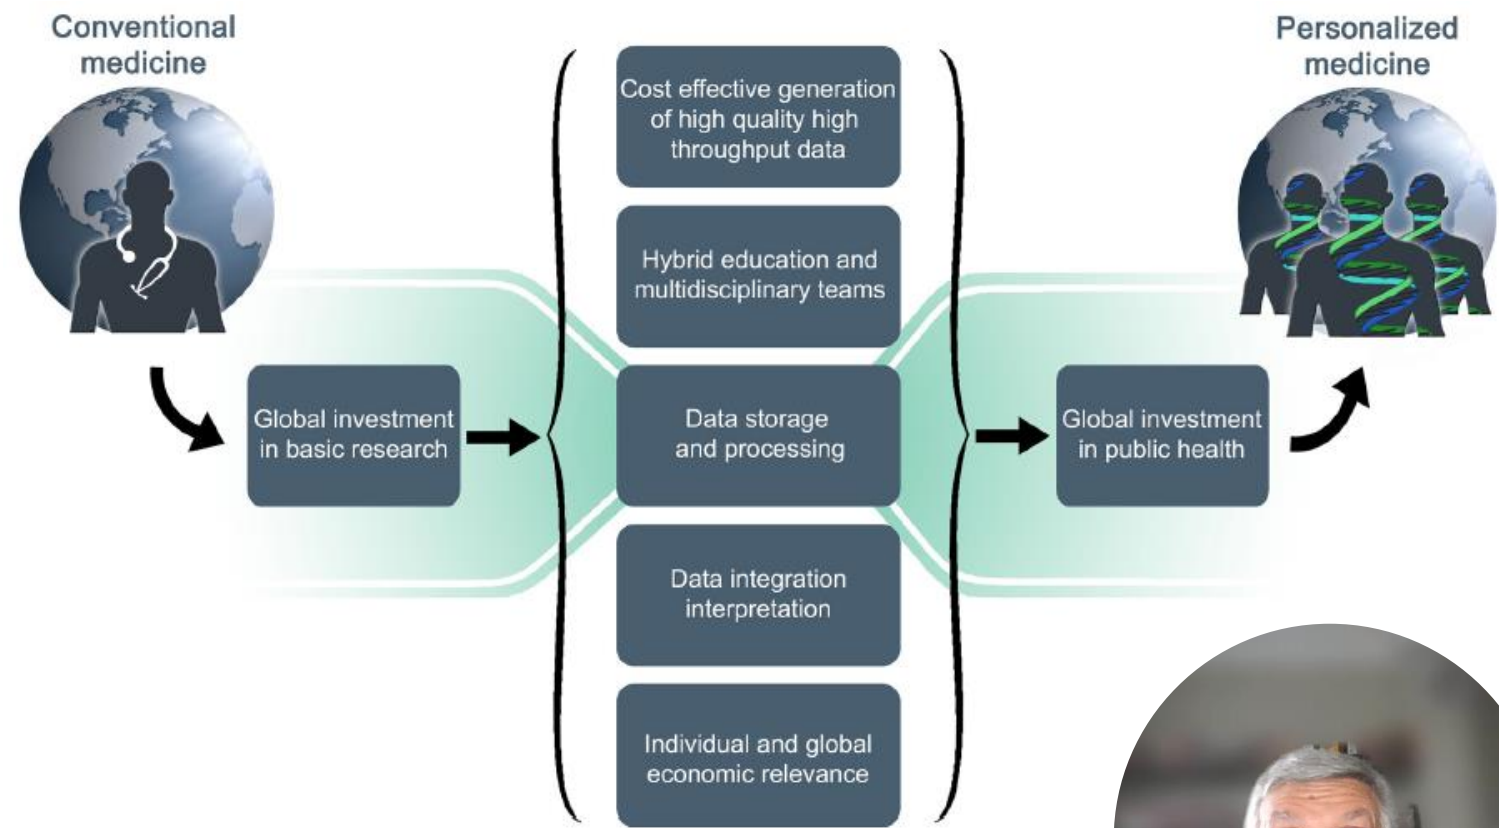 Conventional
medicine
Personalized
medicine
Cost effective generation
of high quality high
throughput data
Hybrid education and
multidisciplinary teams
Global investment
in basic research
Data storage
and processing
Global investment
in public health
Data integration
interpretation
Individual and global
economic relevance